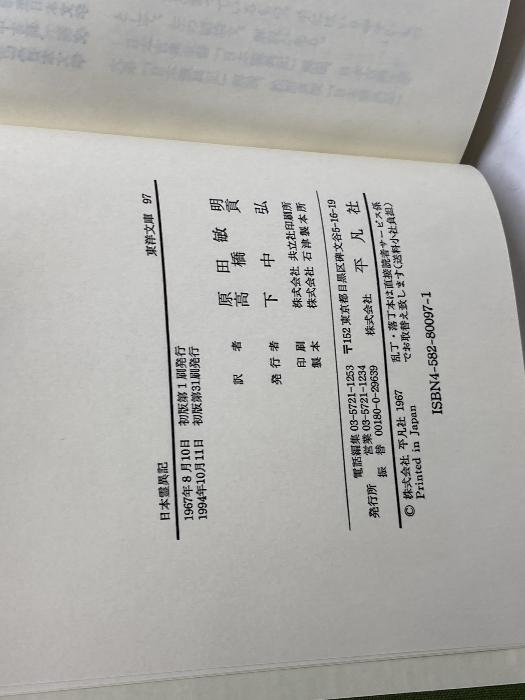 日本霊異記
東洋文庫 97
1967年8月10日 初版第1刷発行
1994年10月11日 初版第31刷発行
訳者
原田敏明
高橋貢
発行者 下中弘
印刷 株式会社 共立社印刷所
製本 株式会社 石津製本所
電話編集 03-5721-1253 〒152 東京都目黒区碑文谷5-16-19
発行所 営業 03-5721-1234 株式会社 平凡社
振替 00180-0-29639
© 株式会社 平凡社 1967 乱丁・落丁本は直接読者サービス係
Printed in Japan でお取替え致します(送料小社負担)
ISBN4-582-80097-1